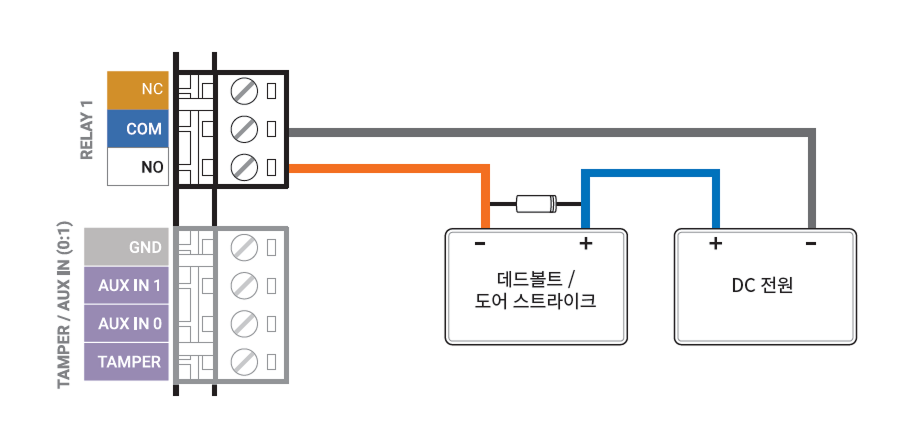 RELAY 1
NC
COM
NO
TAMPER / AUX IN (0:1)
GND
AUX IN 1
AUX IN 0
TAMPER
- +
데드볼트 /
도어 스트라이크
+ -
DC 전원